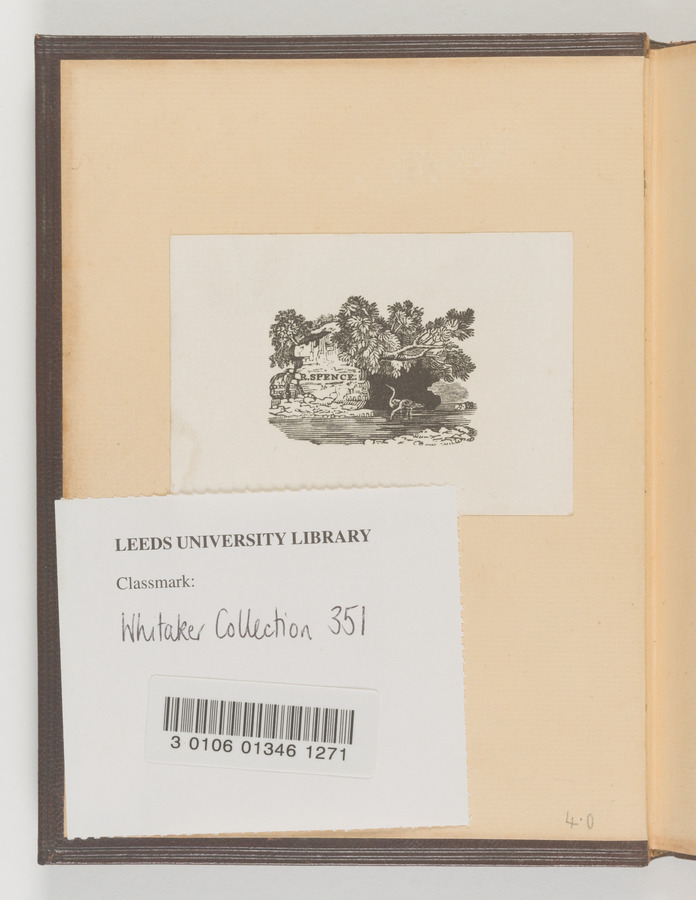 R. SPENCE.
LEEDS UNIVERSITY LIBRARY
Classmark:
Whitaker Collection 351
3 0106 01346 1271
4.0